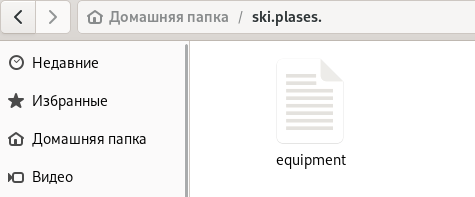 Домашняя папка / ski.plases.
Недавние
Избранные
Домашняя папка
Видео
equipment